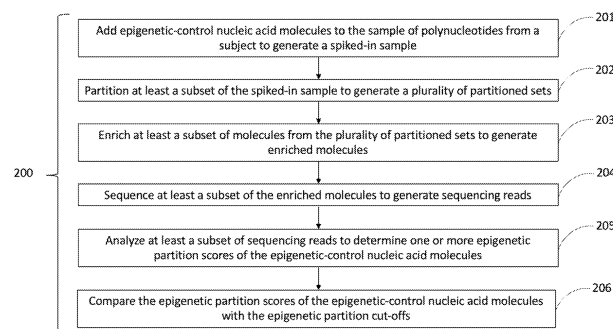 Add epigenetic-control nucleic acid molecules to the sample of polynucleotides from a
subject to generate a spiked-in sample
201
Partition at least a subset of the spiked-in sample to generate a plurality of partitioned sets
202
Enrich at least a subset of molecules from the plurality of partitioned sets to generate
enriched molecules
203
200
Sequence at least a subset of the enriched molecules to generate sequencing reads
204
Analyze at least a subset of sequencing reads to determine one or more epigenetic
partition scores of the epigenetic-control nucleic acid molecules
205
Compare the epigenetic partition scores of the epigenetic-control nucleic acid molecules
with the epigenetic partition cut-offs
206